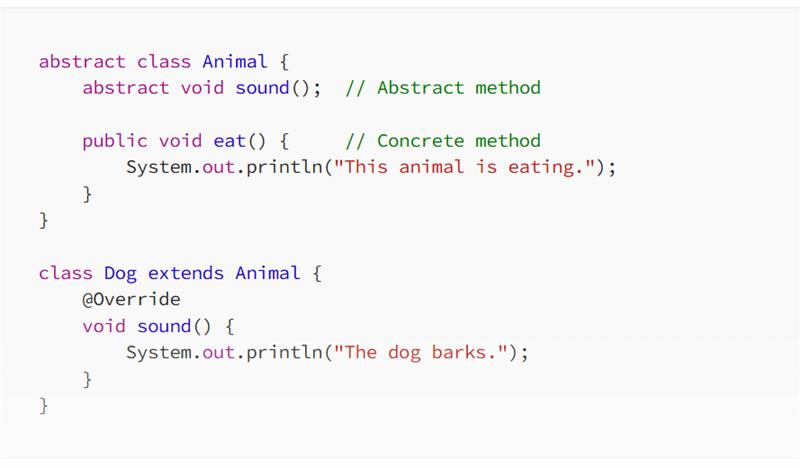 abstract class Animal {
    abstract void sound();  // Abstract method

    public void eat() {     // Concrete method
        System.out.println("This animal is eating.");
    }
}

class Dog extends Animal {
    @Override
    void sound() {
        System.out.println("The dog barks.");
    }
}